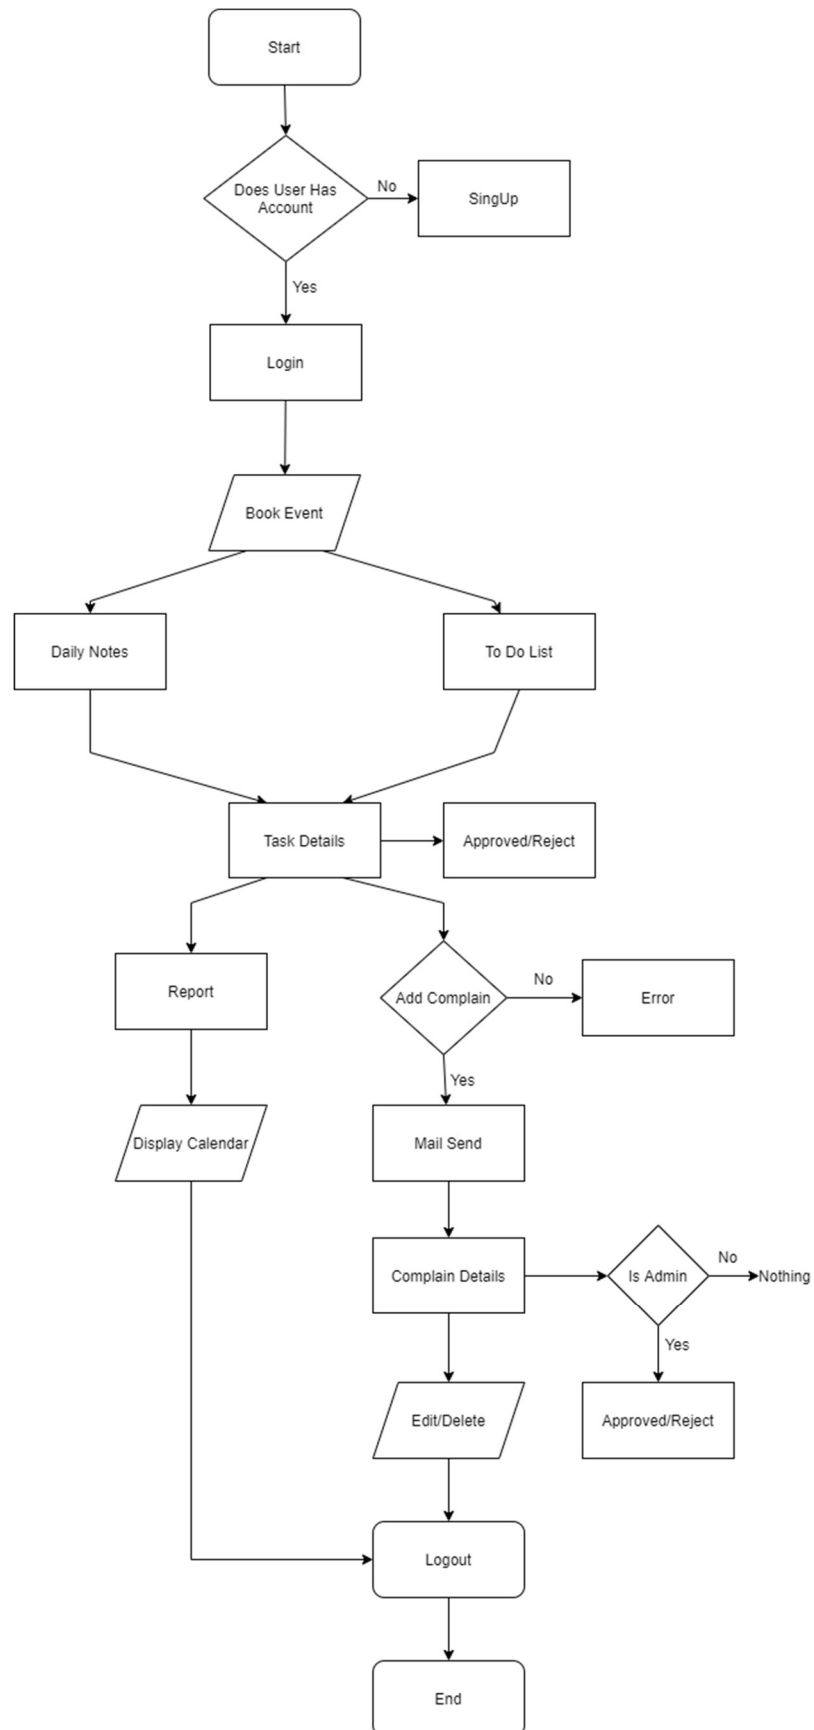 Start
Does User Has
Account
No
SingUp
Yes
Login
Book Event
Daily Notes
To Do List
Task Details
Approved/Reject
Report
Add Complain
No
Error
Yes
Display Calendar
Mail Send
Complain Details
Is Admin
No
Nothing
Yes
Edit/Delete
Approved/Reject
Logout
End